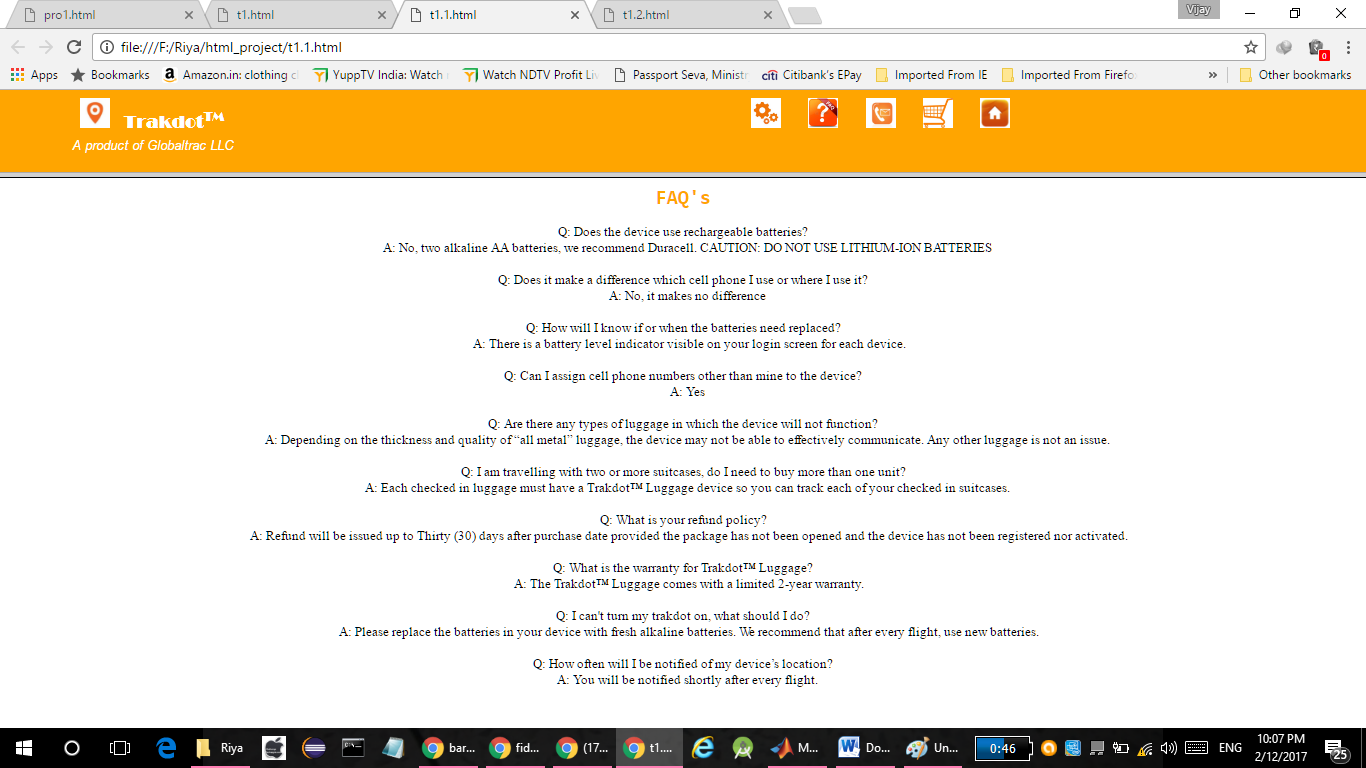 pro1.html
t1.html
t1.1.html
t1.2.html
Vijay
file:///F:/Riya/html_project/t1.1.html
0
Apps
Bookmarks
a Amazon.in: clothing c
YuppTV India: Watch
Watch NDTV Profit Liv
Passport Seva, Ministr
citi Citibank's EPay
Imported From IE
Imported From Firefo
»
Other bookmarks
Trakdot™
A product of Globaltrac LLC
?
FAQ's
Q: Does the device use rechargeable batteries?
A: No, two alkaline AA batteries, we recommend Duracell. CAUTION: DO NOT USE LITHIUM-ION BATTERIES
Q: Does it make a difference which cell phone I use or where I use it?
A: No, it makes no difference
Q: How will I know if or when the batteries need replaced?
A: There is a battery level indicator visible on your login screen for each device.
Q: Can I assign cell phone numbers other than mine to the device?
A: Yes
Q: Are there any types of luggage in which the device will not function?
A: Depending on the thickness and quality of “all metal” luggage, the device may not be able to effectively communicate. Any other luggage is not an issue.
Q: I am travelling with two or more suitcases, do I need to buy more than one unit?
A: Each checked in luggage must have a Trakdot™ Luggage device so you can track each of your checked in suitcases.
Q: What is your refund policy?
A: Refund will be issued up to Thirty (30) days after purchase date provided the package has not been opened and the device has not been registered nor activated.
Q: What is the warranty for Trakdot™ Luggage?
A: The Trakdot™ Luggage comes with a limited 2-year warranty.
Q: I can't turn my trakdot on, what should I do?
A: Please replace the batteries in your device with fresh alkaline batteries. We recommend that after every flight, use new batteries.
Q: How often will I be notified of my device’s location?
A: You will be notified shortly after every flight.
Riya
bar...
fid...
(17...
t1....
M...
Do...
Un...
0:46
ENG
10:07 PM
2/12/2017
25